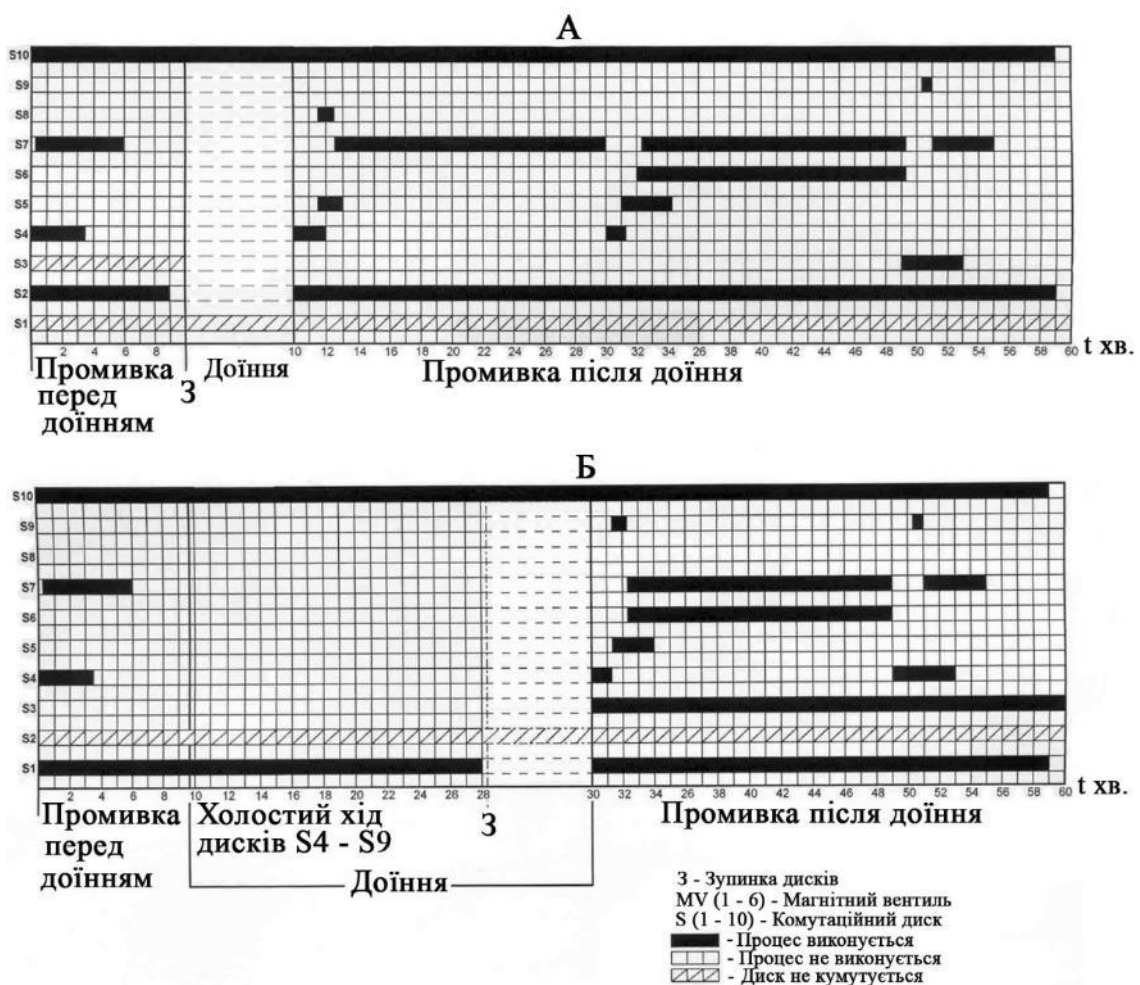 А
S10
S9
S8
S7
S6
S5
S4
S3
S2
S1
2 4 6 8 10 12 14 16 18 20 22 24 26 28 30 32 34 36 38 40 42 44 46 48 50 52 54 56 58 60 t хв.
Промивка
перед
доїнням
З
Доїння
Промивка після доїння
Б
S10
S9
S8
S7
S6
S5
S4
S3
S2
S1
2 4 6 8 10 12 14 16 18 20 22 24 26 28 30 32 34 36 38 40 42 44 46 48 50 52 54 56 58 60 t хв.
Промивка
перед
доїнням
Холостий хід
дисків S4 - S9
З
Промивка після доїння
Доїння
З - Зупинка дисків
MV (1 - 6) - Магнітний вентиль
S (1 - 10) - Комутаційний диск
- Процес виконується
- Процес не виконується
- Диск не кумутується